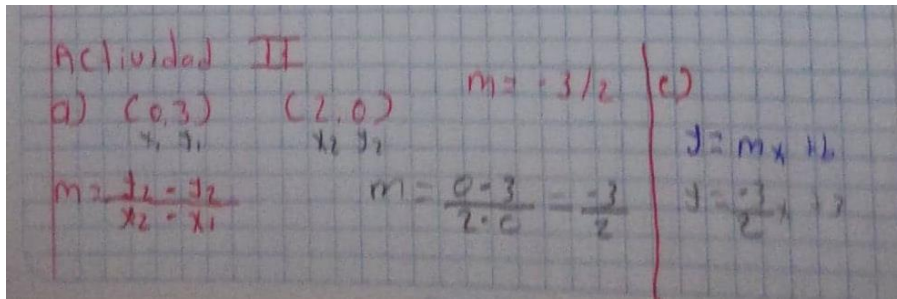 Actividad II
a) (0,3) (2,0) m = -3/2
x₁ y₁ x₂ y₂
m = y₂ - y₂ / x₂ - x₁ m = 0 - 3 / 2 - 0 = -3 / 2
c)
y = mx + b
y = -3/2 x + 3